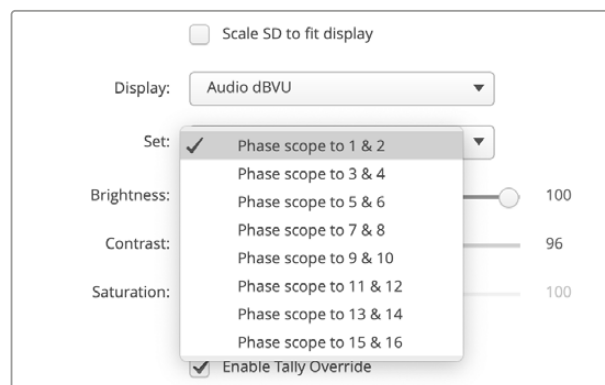 Scale SD to fit display
Display: Audio dBVU
Set:
Phase scope to 1 & 2
Phase scope to 3 & 4
Brightness: 100
Phase scope to 5 & 6
Phase scope to 7 & 8
Contrast: 96
Phase scope to 9 & 10
Phase scope to 11 & 12
Saturation: 100
Phase scope to 13 & 14
Phase scope to 15 & 16
Enable Tally Override